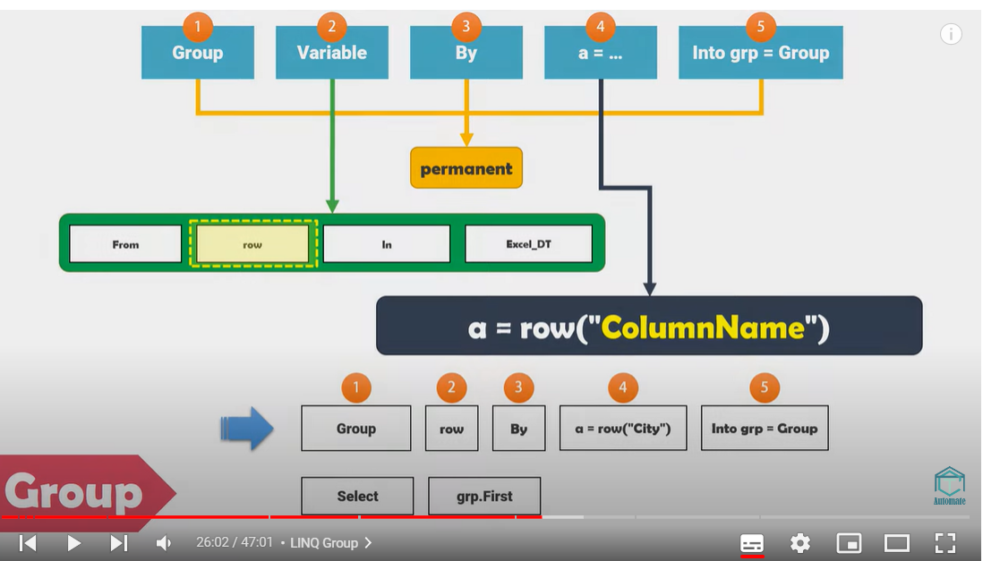 1 2 3 4 5
Group Variable By a = ... Into grp = Group
i
permanent
From row In Excel_DT
a = row("ColumnName")
1 2 3 4 5
Group row By a = row("City") Into grp = Group
Group
Select grp.First
Automate
26:02 / 47:01 • LINQ Group >